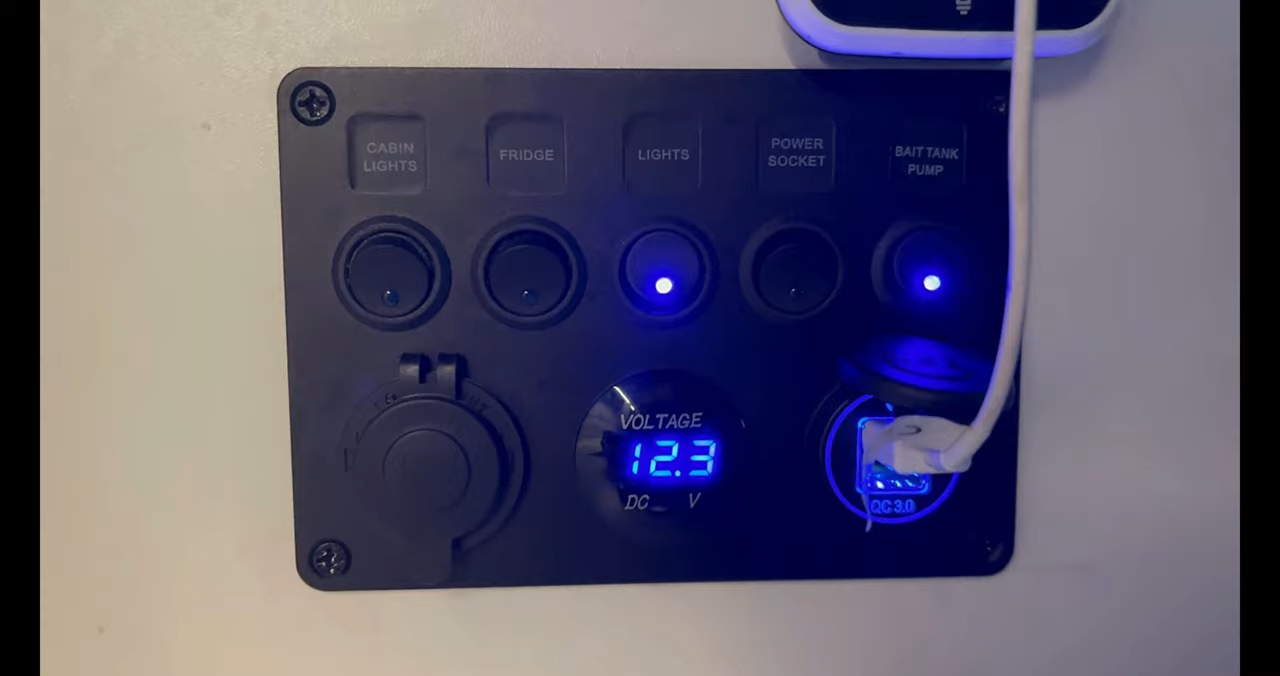 CABIN
LIGHTS
FRIDGE
LIGHTS
POWER
SOCKET
BAIT TANK
PUMP
VOLTAGE
12.3
DC V
QC3.0